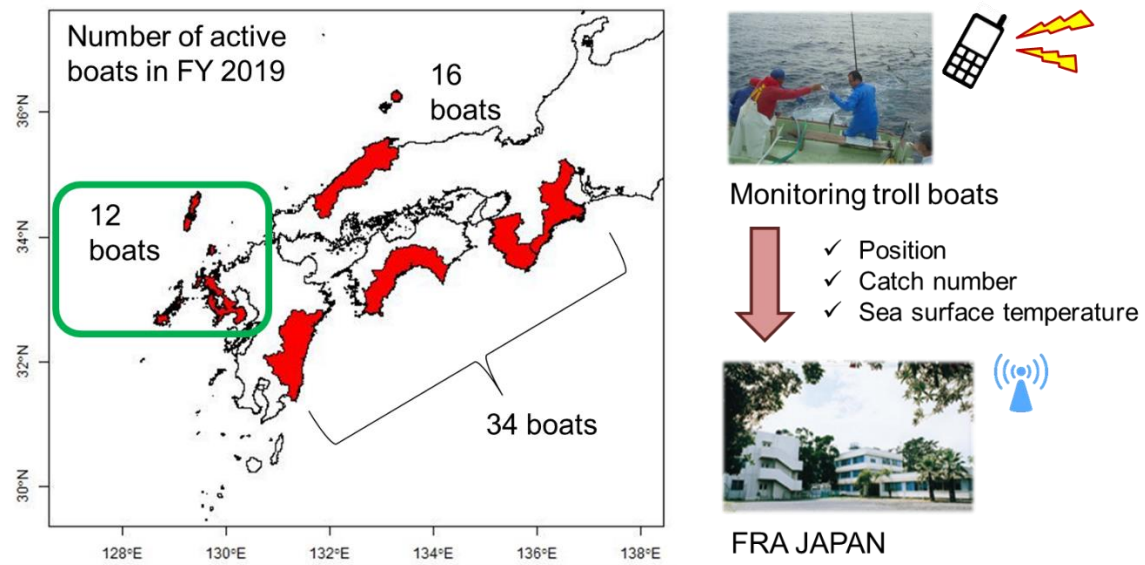 Number of active
boats in FY 2019
16
boats
12
boats
34 boats
36°N
34°N
32°N
30°N
128°E
130°E
132°E
134°E
136°E
138°E
Monitoring troll boats
✓ Position
✓ Catch number
✓ Sea surface temperature
FRA JAPAN